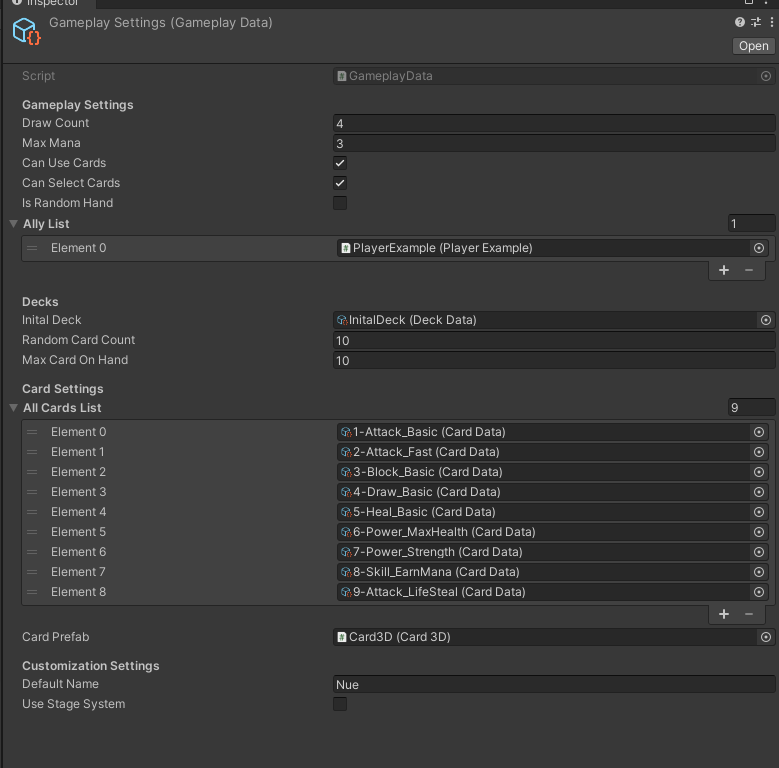 Inspector
Gameplay Settings (Gameplay Data)
Open
Script GameplayData
Gameplay Settings
Draw Count 4
Max Mana 3
Can Use Cards
Can Select Cards
Is Random Hand
Ally List 1
Element 0 PlayerExample (Player Example)
Decks
Inital Deck InitalDeck (Deck Data)
Random Card Count 10
Max Card On Hand 10
Card Settings
All Cards List 9
Element 0 1-Attack_Basic (Card Data)
Element 1 2-Attack_Fast (Card Data)
Element 2 3-Block_Basic (Card Data)
Element 3 4-Draw_Basic (Card Data)
Element 4 5-Heal_Basic (Card Data)
Element 5 6-Power_MaxHealth (Card Data)
Element 6 7-Power_Strength (Card Data)
Element 7 8-Skill_EarnMana (Card Data)
Element 8 9-Attack_LifeSteal (Card Data)
Card Prefab Card3D (Card 3D)
Customization Settings
Default Name Nue
Use Stage System